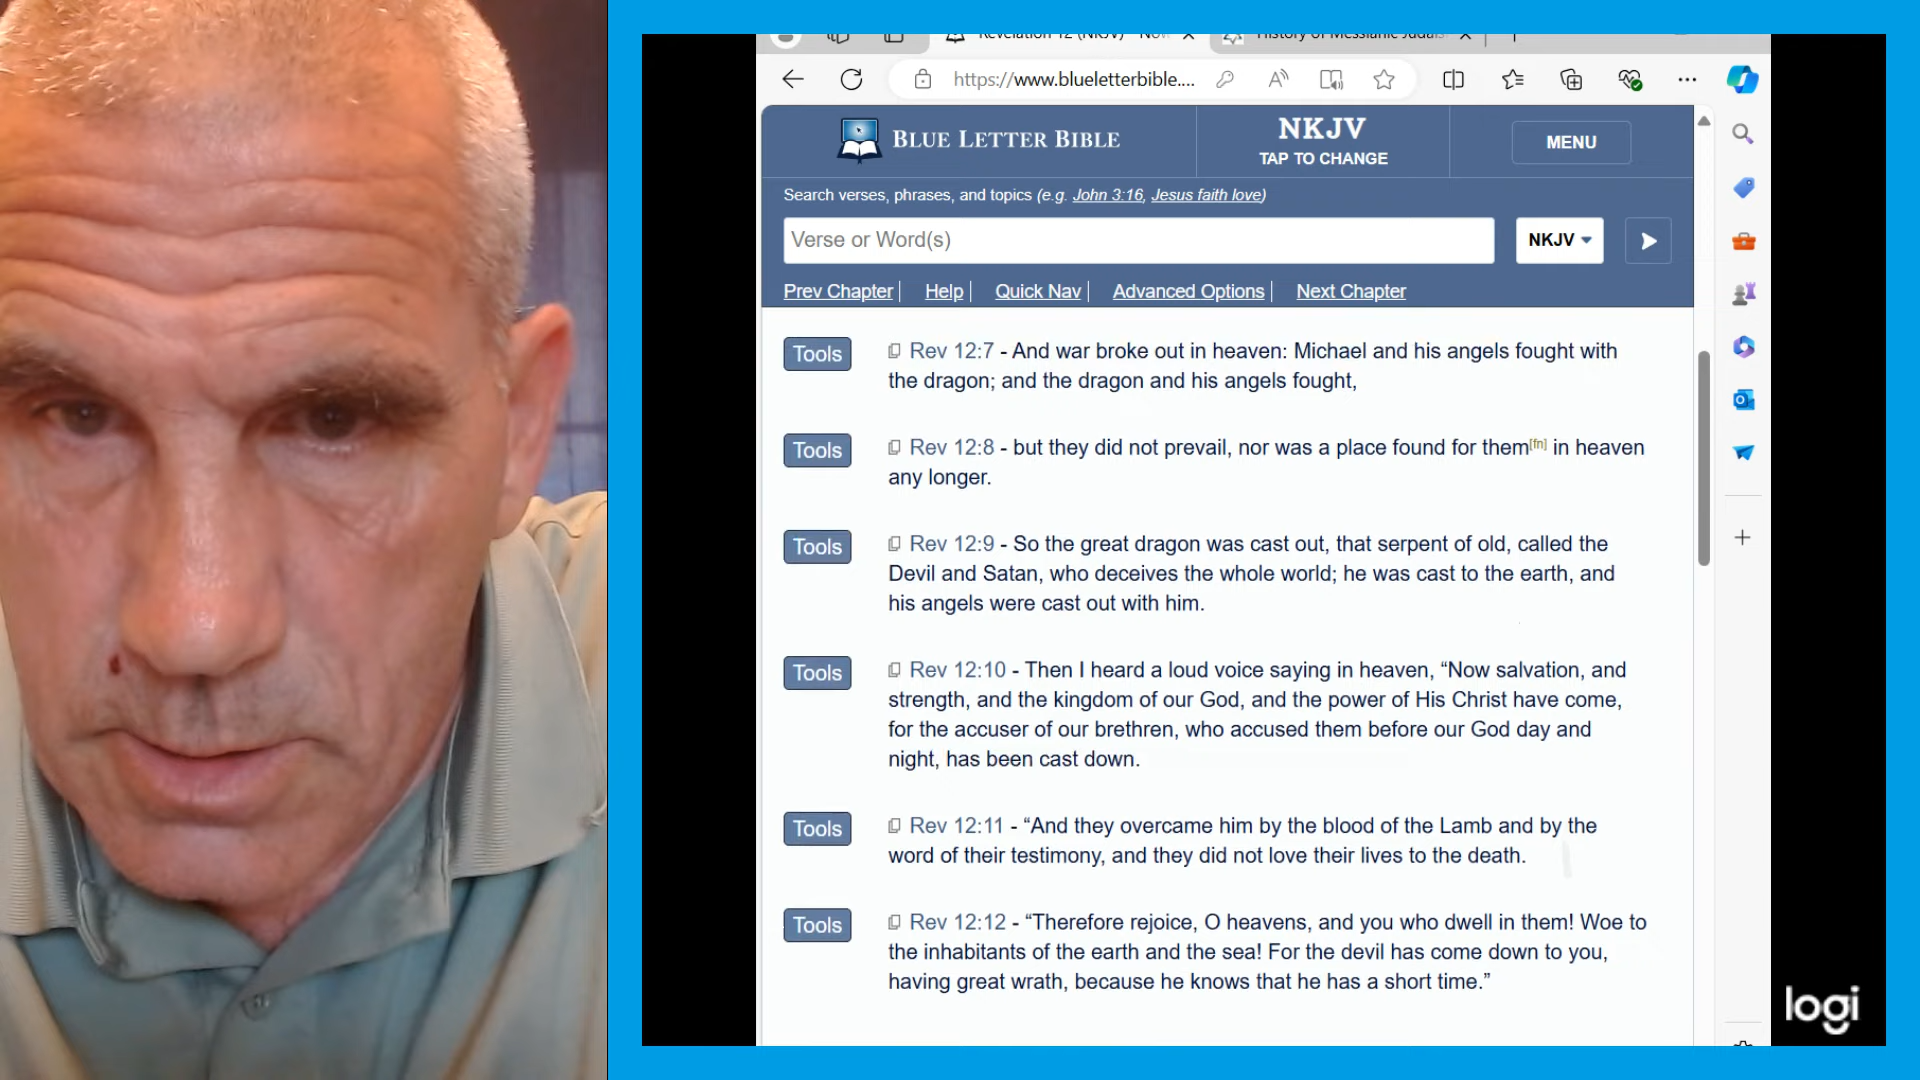 Revelation 12 (NKJV) - Now
History of Messianic Judais
https://www.blueletterbible....
BLUE LETTER BIBLE
NKJV
TAP TO CHANGE
MENU
Search verses, phrases, and topics (e.g. John 3:16, Jesus faith love)
Verse or Word(s)
NKJV
Prev Chapter| Help| Quick Nav| Advanced Options| Next Chapter
Tools
Rev 12:7 - And war broke out in heaven: Michael and his angels fought with
the dragon; and the dragon and his angels fought,
Tools
Rev 12:8 - but they did not prevail, nor was a place found for them[fn] in heaven
any longer.
Tools
Rev 12:9 - So the great dragon was cast out, that serpent of old, called the
Devil and Satan, who deceives the whole world; he was cast to the earth, and
his angels were cast out with him.
Tools
Rev 12:10 - Then I heard a loud voice saying in heaven, “Now salvation, and
strength, and the kingdom of our God, and the power of His Christ have come,
for the accuser of our brethren, who accused them before our God day and
night, has been cast down.
Tools
Rev 12:11 - “And they overcame him by the blood of the Lamb and by the
word of their testimony, and they did not love their lives to the death.
Tools
Rev 12:12 - “Therefore rejoice, O heavens, and you who dwell in them! Woe to
the inhabitants of the earth and the sea! For the devil has come down to you,
having great wrath, because he knows that he has a short time.”
logi